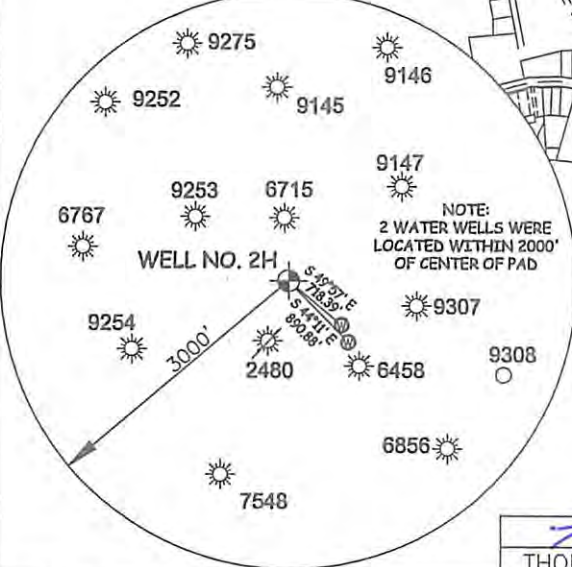 9275
9146
9252
9145
9147
9253
6715
6767
NOTE:
2 WATER WELLS WERE
LOCATED WITHIN 2000'
OF CENTER OF PAD
WELL NO. 2H
S 49°57' E
718.39'
S 44°11' E
890.88'
W
W
9307
9254
3000'
2480
6458
9308
6856
7548
THO